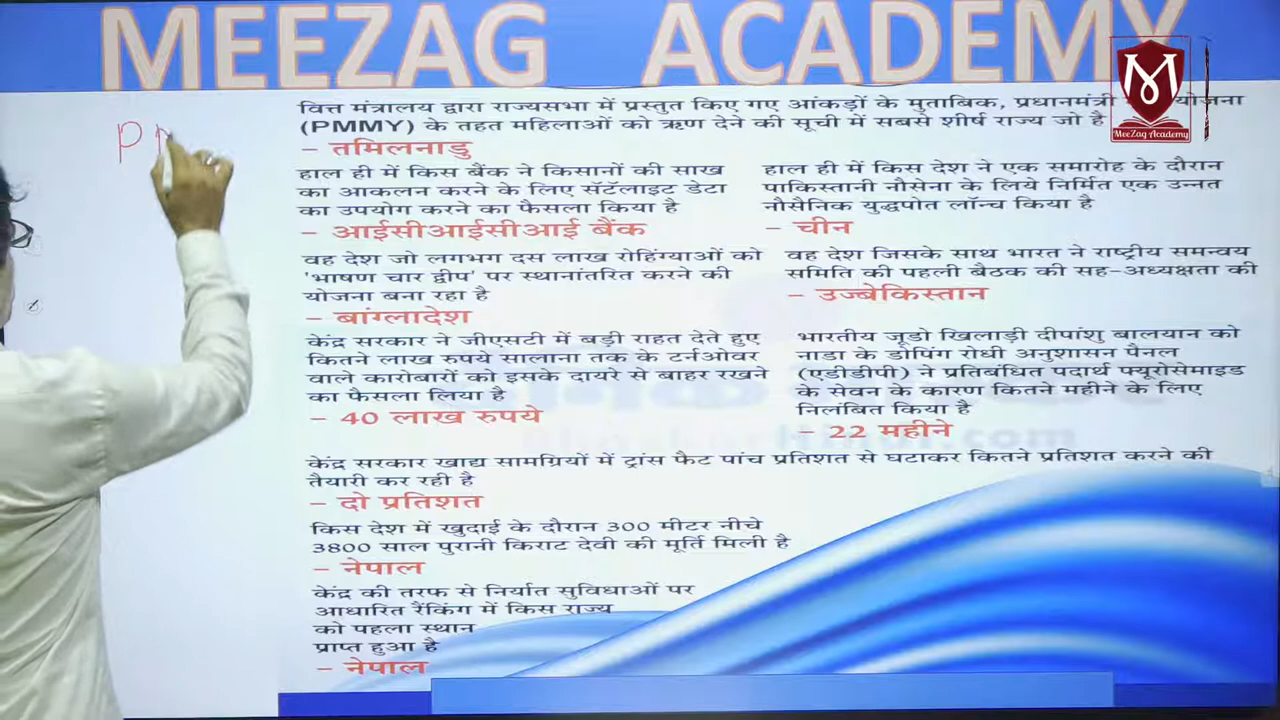 MEEZAG ACADEMY
MeeZag Academy
वित्त मंत्रालय द्वारा राज्यसभा में प्रस्तुत किए गए आंकड़ों के मुताबिक, प्रधानमंत्री
(PMMY) के तहत महिलाओं को ऋण देने की सूची में सबसे शीर्ष राज्य जो है
– तमिलनाडु
P
हाल ही में किस बैंक ने किसानों की साख
का आकलन करने के लिए सॅटॅलाइट डेटा
का उपयोग करने का फैसला किया है
– आईसीआईसीआई बैंक
हाल ही में किस देश ने एक समारोह के दौरान
पाकिस्तानी नौसेना के लिये निर्मित एक उन्नत
नौसैनिक युद्धपोत लॉन्च किया है
– चीन
वह देश जो लगभग दस लाख रोहिंग्याओं को
'भाषण चार द्वीप' पर स्थानांतरित करने की
योजना बना रहा है
– बांग्लादेश
वह देश जिसके साथ भारत ने राष्ट्रीय समन्वय
समिति की पहली बैठक की सह-अध्यक्षता की
– उज्बेकिस्तान
केंद्र सरकार ने जीएसटी में बड़ी राहत देते हुए
कितने लाख रुपये सालाना तक के टर्नओवर
वाले कारोबारों को इसके दायरे से बाहर रखने
का फैसला लिया है
– 40 लाख रुपये
भारतीय जूडो खिलाड़ी दीपांशु बालयान को
नाडा के डोपिंग रोधी अनुशासन पैनल
(एडीडीपी) ने प्रतिबंधित पदार्थ फ्यूरोसेमाइड
के सेवन के कारण कितने महीने के लिए
निलंबित किया है
– 22 महीने
केंद्र सरकार खाद्य सामग्रियों में ट्रांस फैट पांच प्रतिशत से घटाकर कितने प्रतिशत करने की
तैयारी कर रही है
– दो प्रतिशत
किस देश में खुदाई के दौरान 300 मीटर नीचे
3800 साल पुरानी किराट देवी की मूर्ति मिली है
– नेपाल
केंद्र की तरफ से निर्यात सुविधाओं पर
आधारित रैंकिंग में किस राज्य
को पहला स्थान
प्राप्त हुआ है
– नेपाल